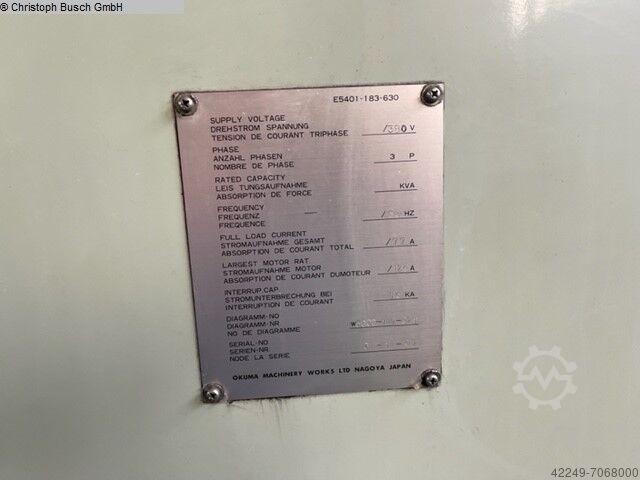 © Christoph Busch GmbH
E5401-183-630
SUPPLY VOLTAGE
DREHSTROM SPANNUNG
TENSION DE COURANT TRIPHASE V
PHASE
ANZAHL PHASEN 3 P
NOMBRE DE PHASE
RATED CAPACITY
LEIS TUNGSAUFNAHME KVA
ABSORPTION DE FORCE
FREQUENCY
FREQUENZ HZ
FREQUENCE
FULL LOAD CURRENT
STROMAUFNAHME GESAMT A
ABSORPTION DE COURANT TOTAL
LARGEST MOTOR RAT
STROMAUFNAHME MOTOR A
ABSORPTION DE COURANT DUMOTEUR
INTERRUP.CAP.
STROMUNTERBRECHUNG BEI KA
INTERRUPTION DE COURANT
DIAGRAMM-NO
DIAGRAMM-NR
NO DE DIAGRAMME
SERIAL-NO
SERIEN-NR
NODE LA SERIE
OKUMA MACHINERY WORKS LTD NAGOYA JAPAN
42249-7068000